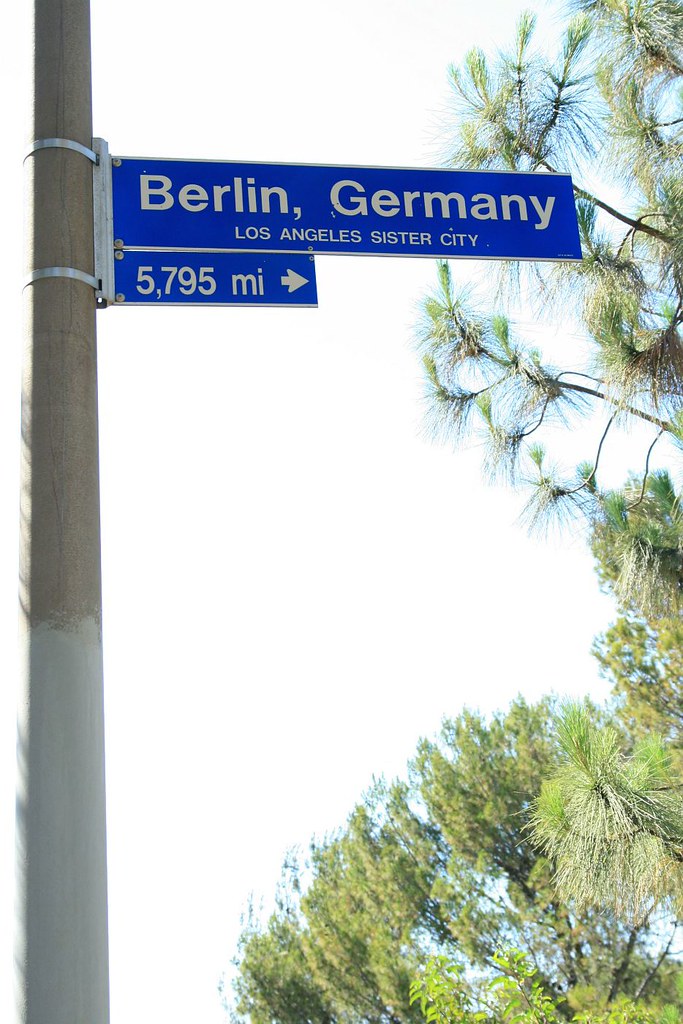 Berlin, Germany
LOS ANGELES SISTER CITY
5,795 mi →